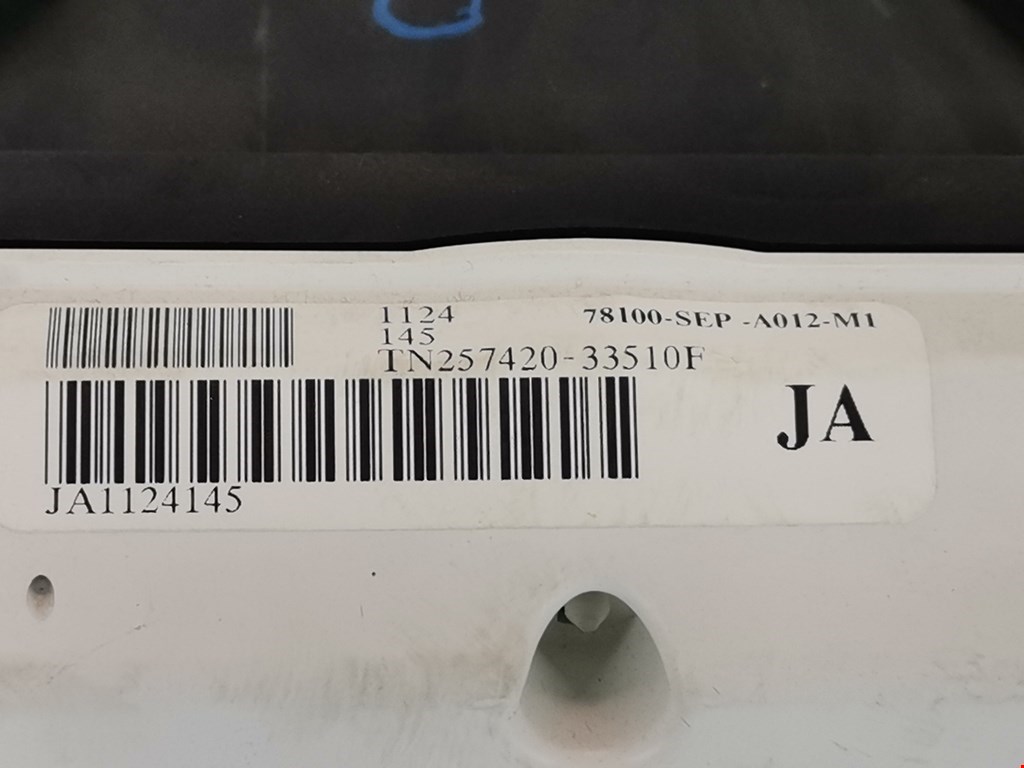 1124
78100-SEP -A012-M1
145
TN257420-33510F
JA
JA1124145